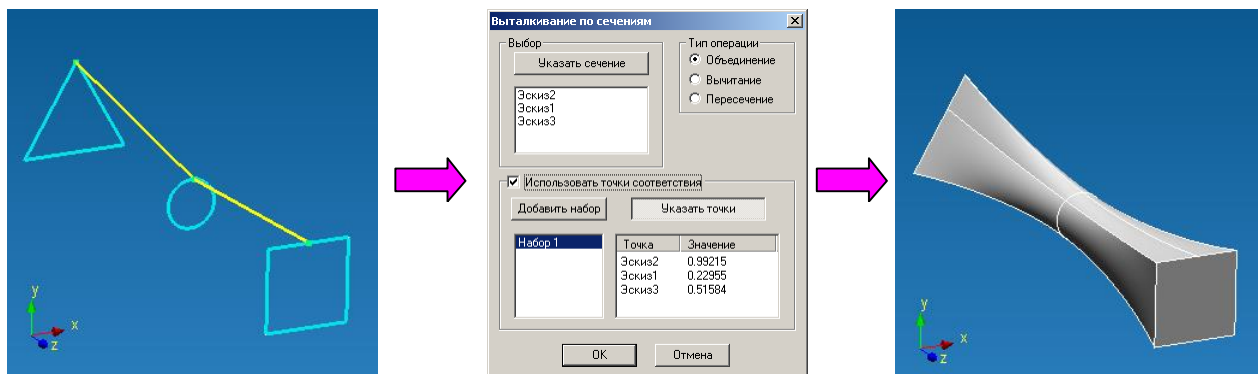 y
x
z
Выталкивание по сечениям
Выбор
Указать сечение
Эскиз2
Эскиз1
Эскиз3
Тип операции
Объединение
Вычитание
Пересечение
Использовать точки соответствия
Добавить набор
Указать точки
Набор 1
Точка Значение
Эскиз2 0.99215
Эскиз1 0.22955
Эскиз3 0.51584
OK Отмена
y
x
z